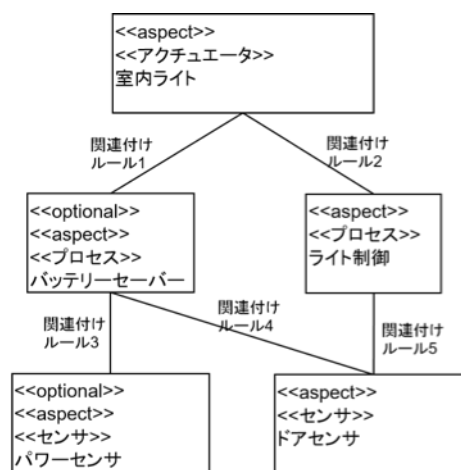 <<aspect>>
<<アクチュエータ>>
室内ライト
関連付け
ルール1
関連付け
ルール2
<<optional>>
<<aspect>>
<<プロセス>>
バッテリーセーバー
<<aspect>>
<<プロセス>>
ライト制御
関連付け
ルール3
関連付け
ルール4
関連付け
ルール5
<<optional>>
<<aspect>>
<<センサ>>
パワーセンサ
<<aspect>>
<<センサ>>
ドアセンサ